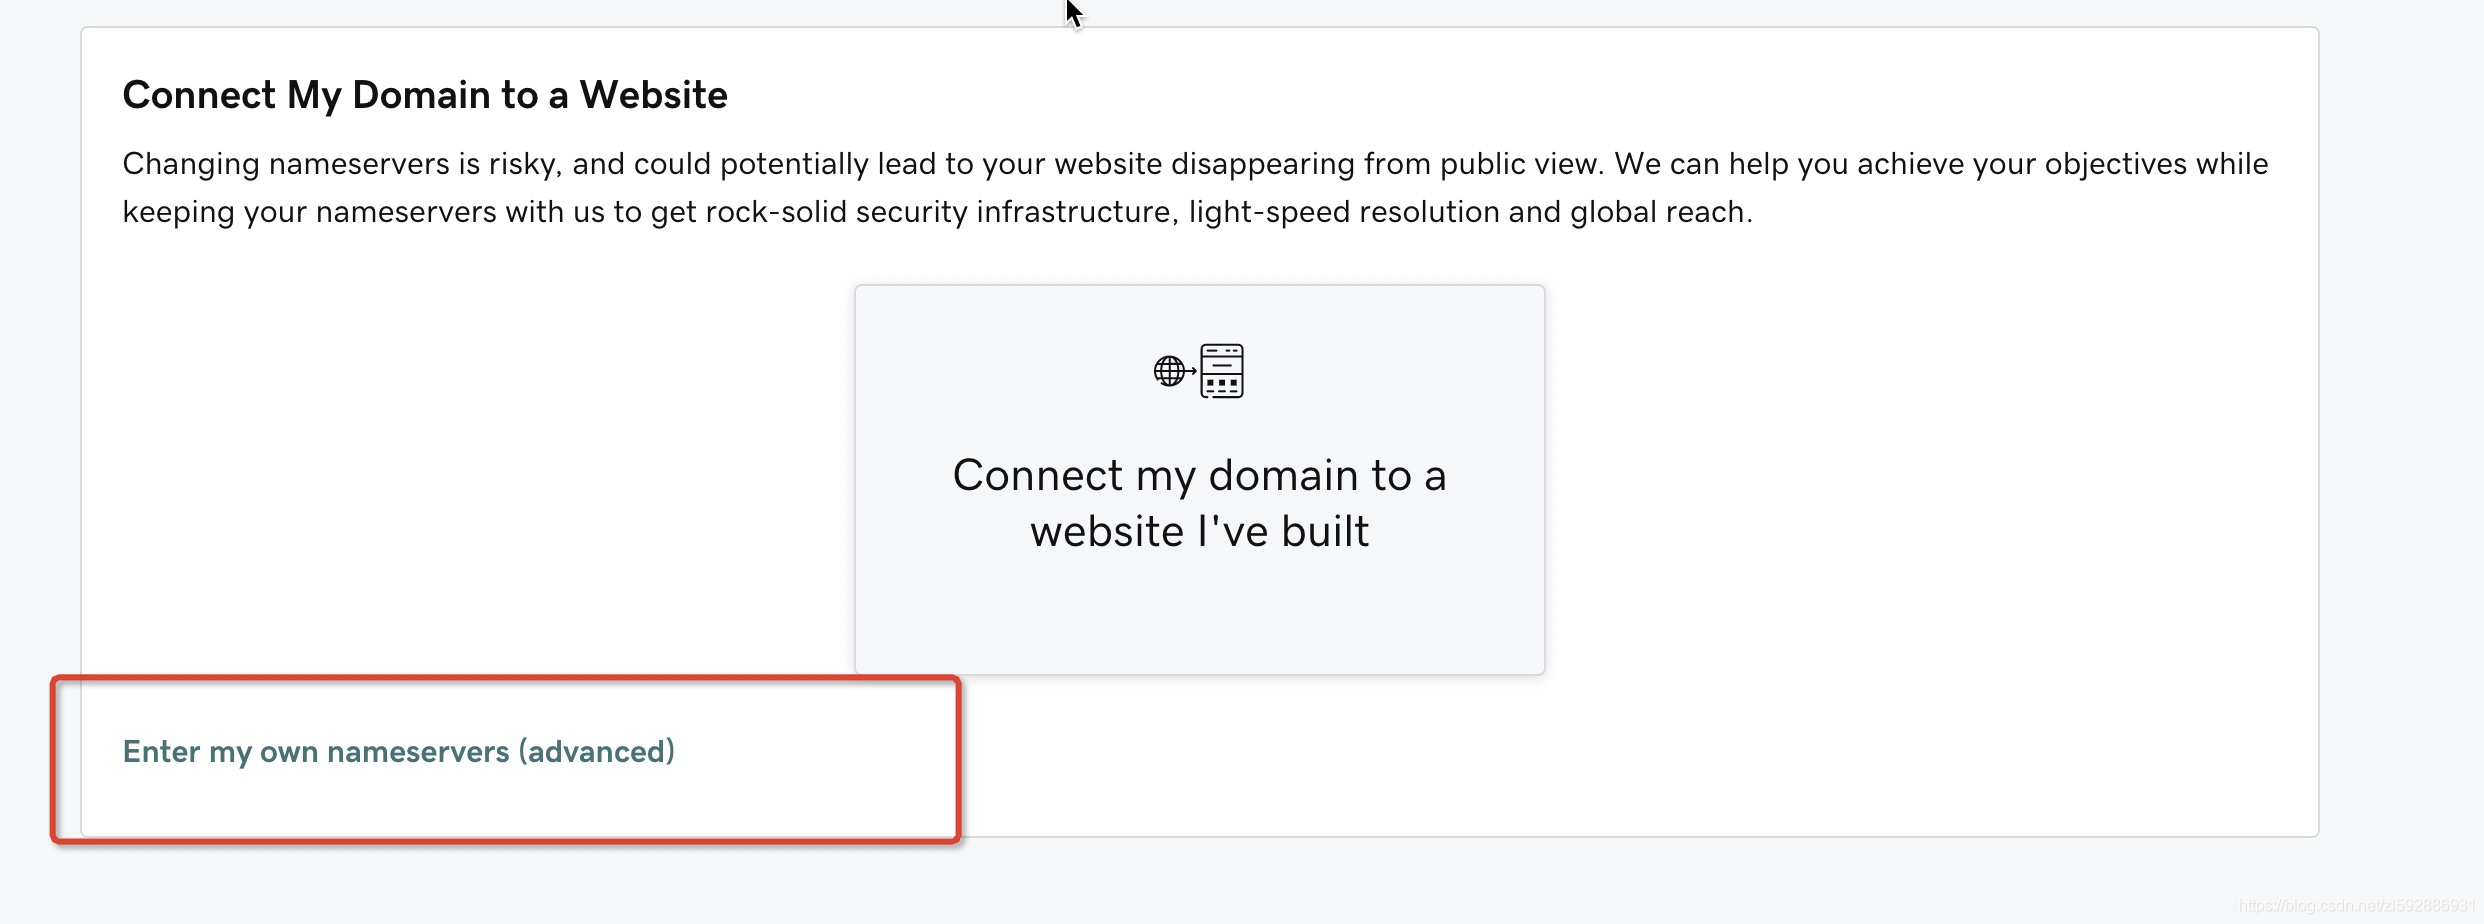 Connect My Domain to a Website
Changing nameservers is risky, and could potentially lead to your website disappearing from public view. We can help you achieve your objectives while
keeping your nameservers with us to get rock-solid security infrastructure, light-speed resolution and global reach.
Connect my domain to a
website I've built
Enter my own nameservers (advanced)
https://blog.csdn.net/zl592886931